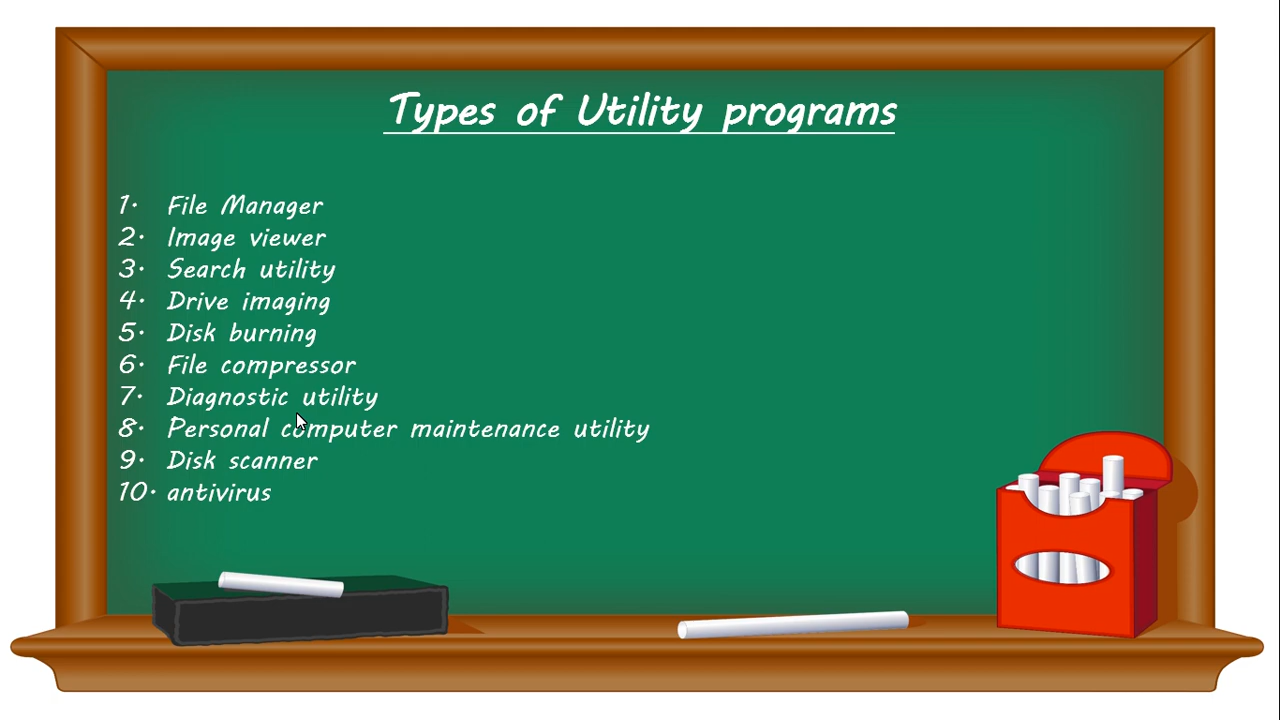 Types of Utility programs
1. File Manager
2. Image viewer
3. Search utility
4. Drive imaging
5. Disk burning
6. File compressor
7. Diagnostic utility
8. Personal computer maintenance utility
9. Disk scanner
10. antivirus